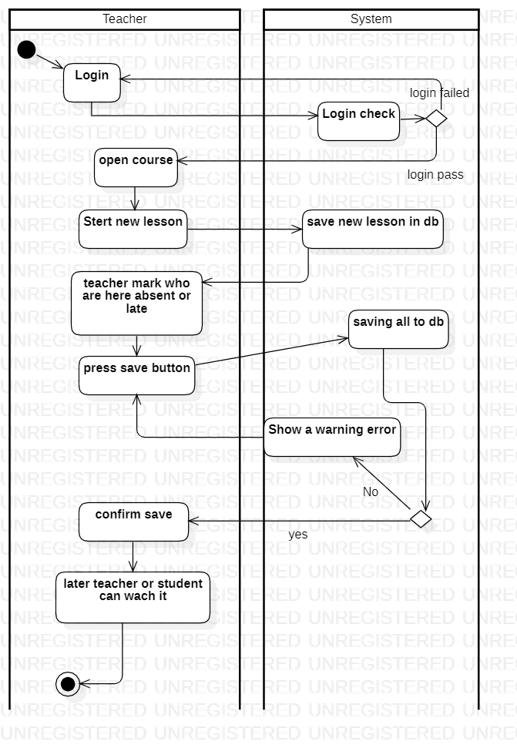 Teacher
System
Login
login failed
Login check
open course
login pass
Start new lesson
save new lesson in db
teacher mark who
are here absent or
late
saving all to db
press save button
Show a warning error
No
confirm save
yes
later teacher or student
can wach it
UNREGISTERED